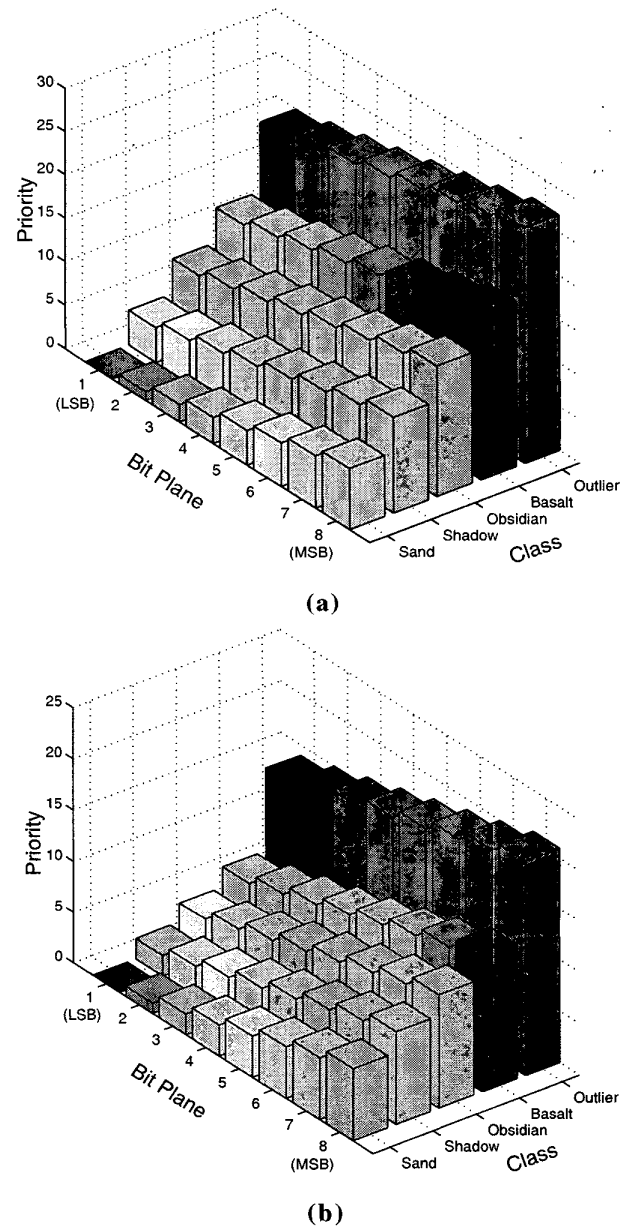 30
25
20
15
10
5
0
Priority
1
(LSB)
2
3
4
5
6
7
8
(MSB)
Bit Plane
Sand
Shadow
Obsidian
Basalt
Outlier
Class
(a)
25
20
15
10
5
0
Priority
1
(LSB)
2
3
4
5
6
7
8
(MSB)
Bit Plane
Sand
Shadow
Obsidian
Basalt
Outlier
Class
(b)